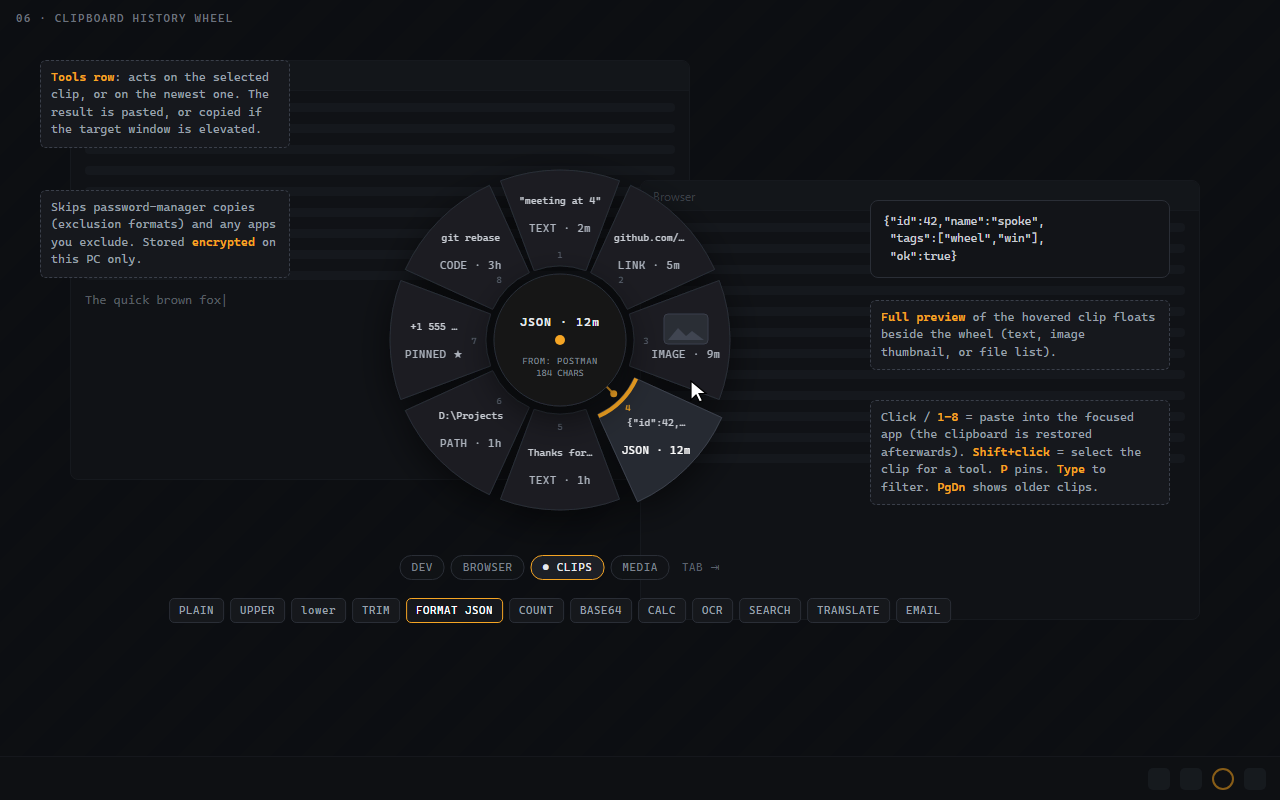 06 · CLIPBOARD HISTORY WHEEL
Tools row: acts on the selected
clip, or on the newest one. The
result is pasted, or copied if
the target window is elevated.
Skips password-manager copies
(exclusion formats) and any apps
you exclude. Stored encrypted on
this PC only.
The quick brown fox|
Browser
"meeting at 4"
TEXT · 2m
1
github.com/…
LINK · 5m
2
3
IMAGE · 9m
4
{"id":42,…
JSON · 12m
5
Thanks for…
TEXT · 1h
6
D:\Projects
PATH · 1h
+1 555 …
7
PINNED ★
git rebase
CODE · 3h
8
JSON · 12m
FROM: POSTMAN
184 CHARS
{"id":42,"name":"spoke",
"tags":["wheel","win"],
"ok":true}
Full preview of the hovered clip floats
beside the wheel (text, image
thumbnail, or file list).
Click / 1–8 = paste into the focused
app (the clipboard is restored
afterwards). Shift+click = select the
clip for a tool. P pins. Type to
filter. PgDn shows older clips.
DEV BROWSER ● CLIPS MEDIA TAB ⇥
PLAIN UPPER lower TRIM FORMAT JSON COUNT BASE64 CALC OCR SEARCH TRANSLATE EMAIL